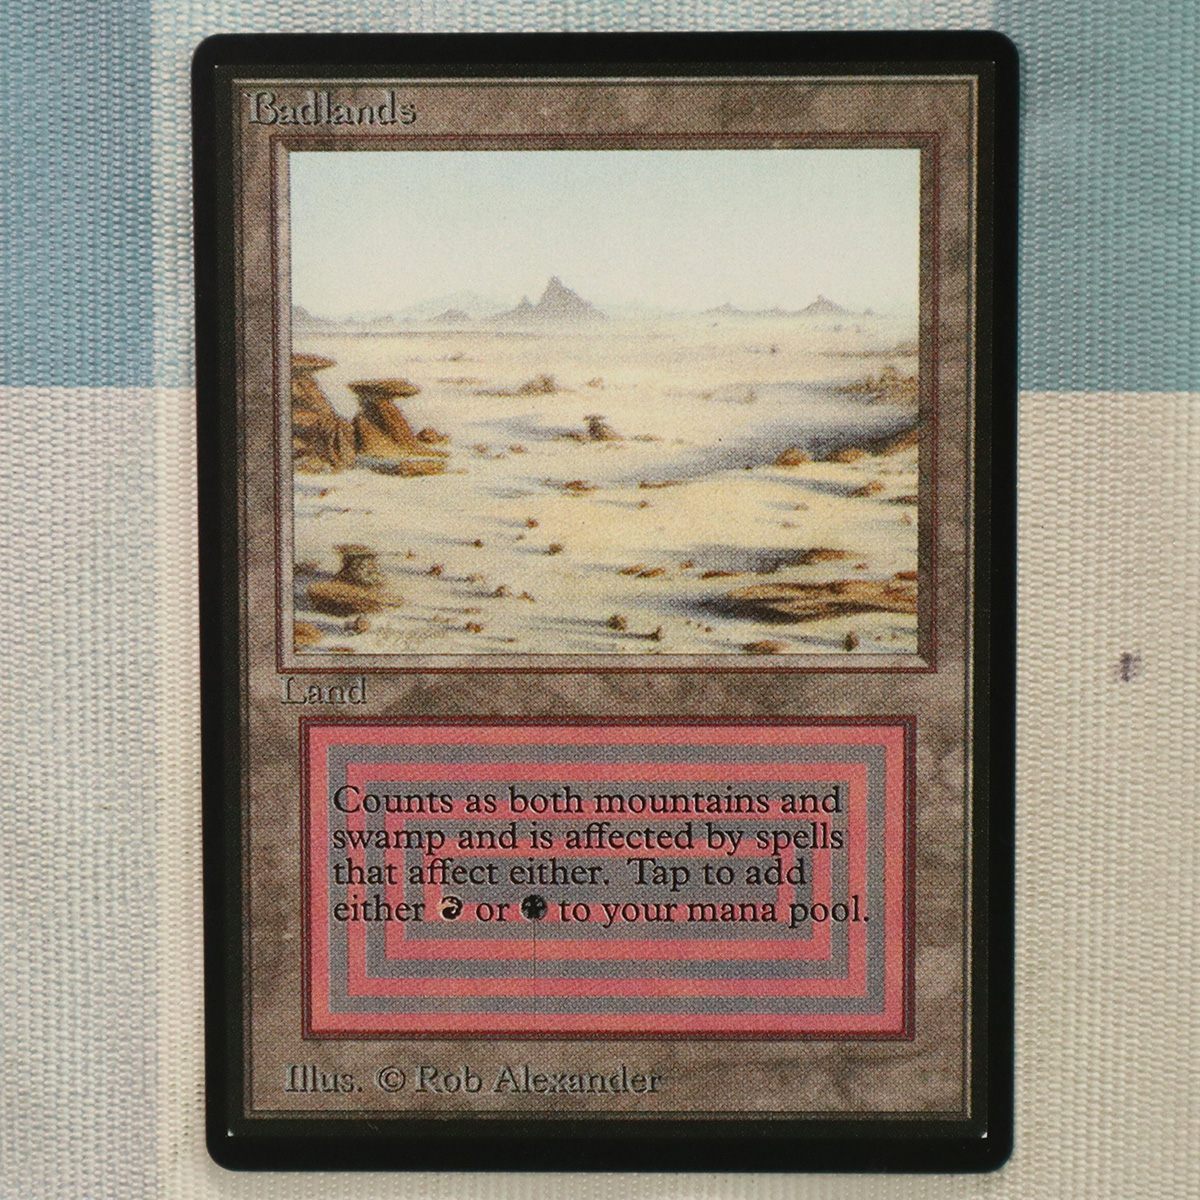 Badlands
Land
Counts as both mountains and
swamp and is affected by spells
that affect either. Tap to add
either or to your mana pool.
Illus. © Rob Alexander